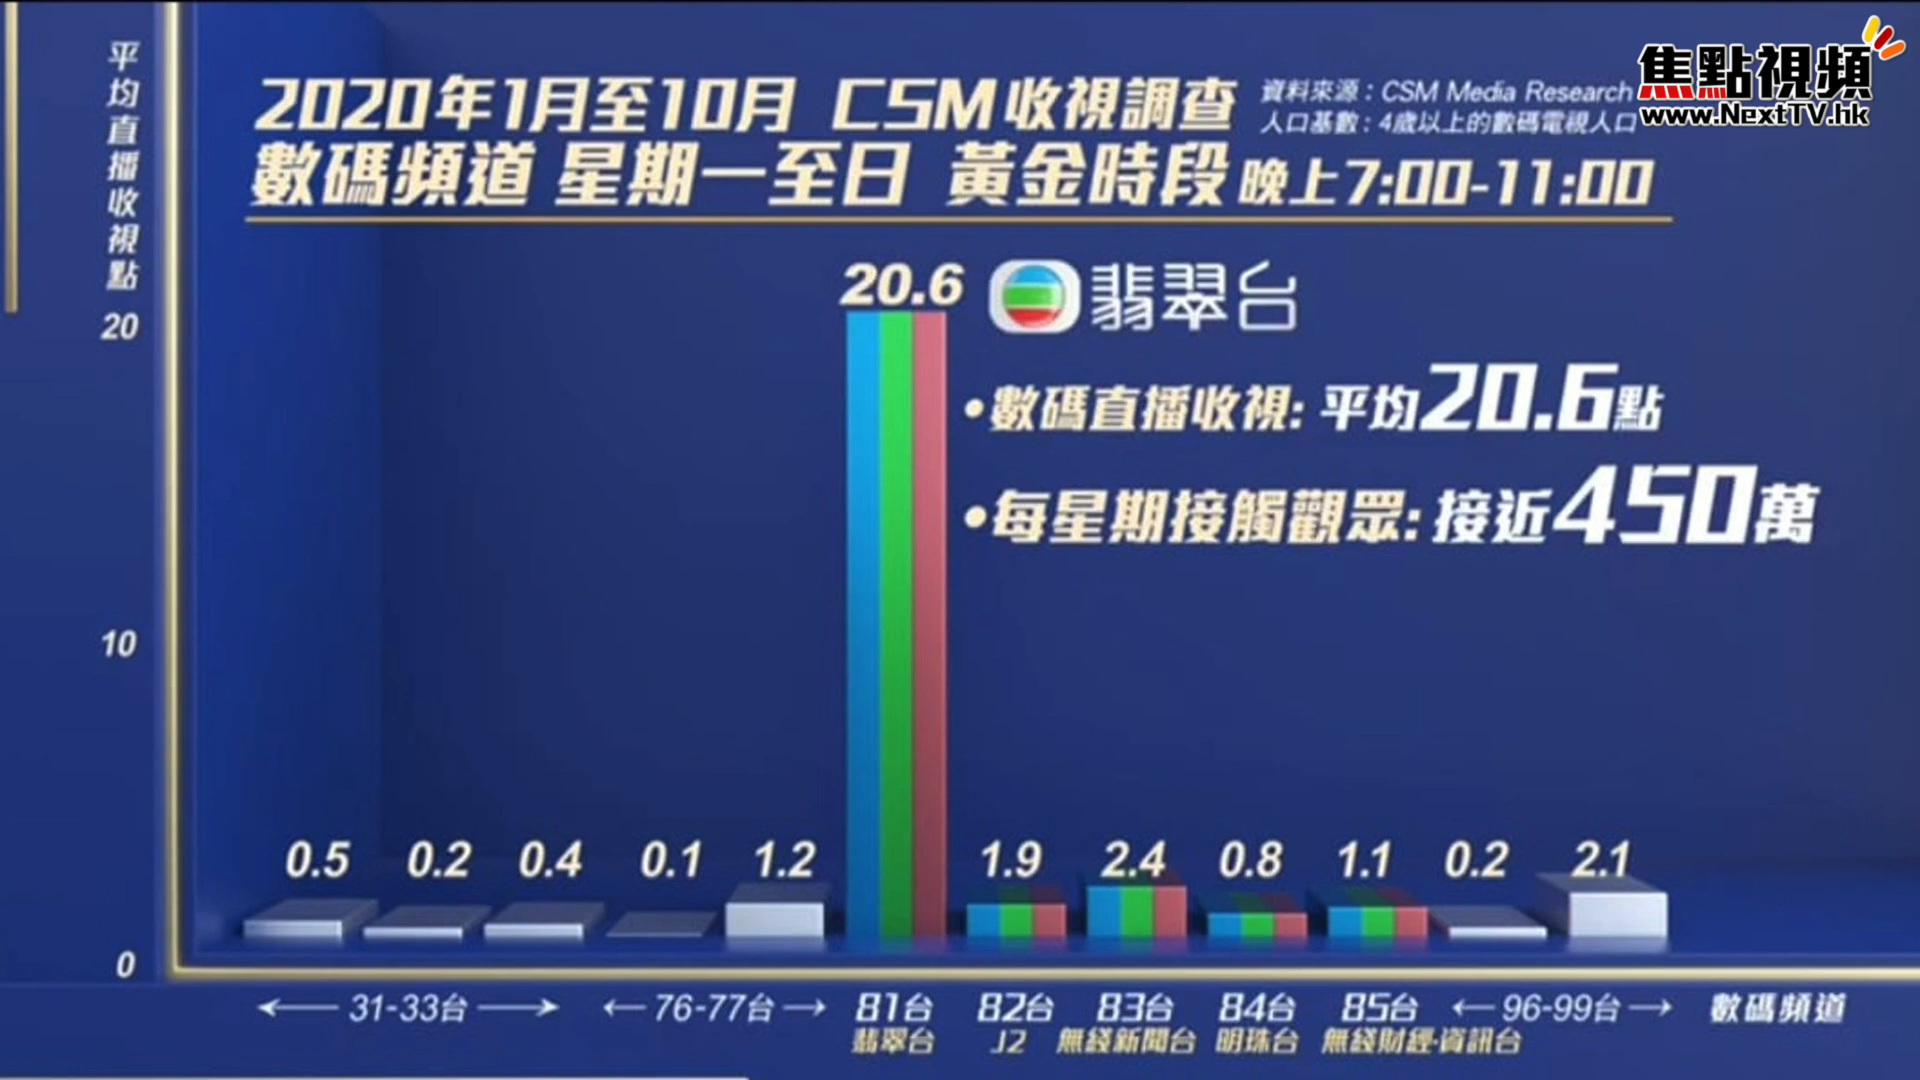 焦點視頻
www.NextTV.hk
平均直播收視點
2020年1月至10月 CSM收視調查
資料來源：CSM Media Research
人口基數：4歲以上的數碼電視人口
數碼頻道 星期一至日 黃金時段晚上7:00-11:00
20.6 翡翠台
20
•數碼直播收視: 平均20.6點
•每星期接觸觀眾: 接近450萬
10
0.5 0.2 0.4 0.1 1.2 1.9 2.4 0.8 1.1 0.2 2.1
0
31-33台 76-77台 81台 82台 83台 84台 85台 96-99台 數碼頻道
翡翠台 J2 無綫新聞台 明珠台 無綫財經·資訊台